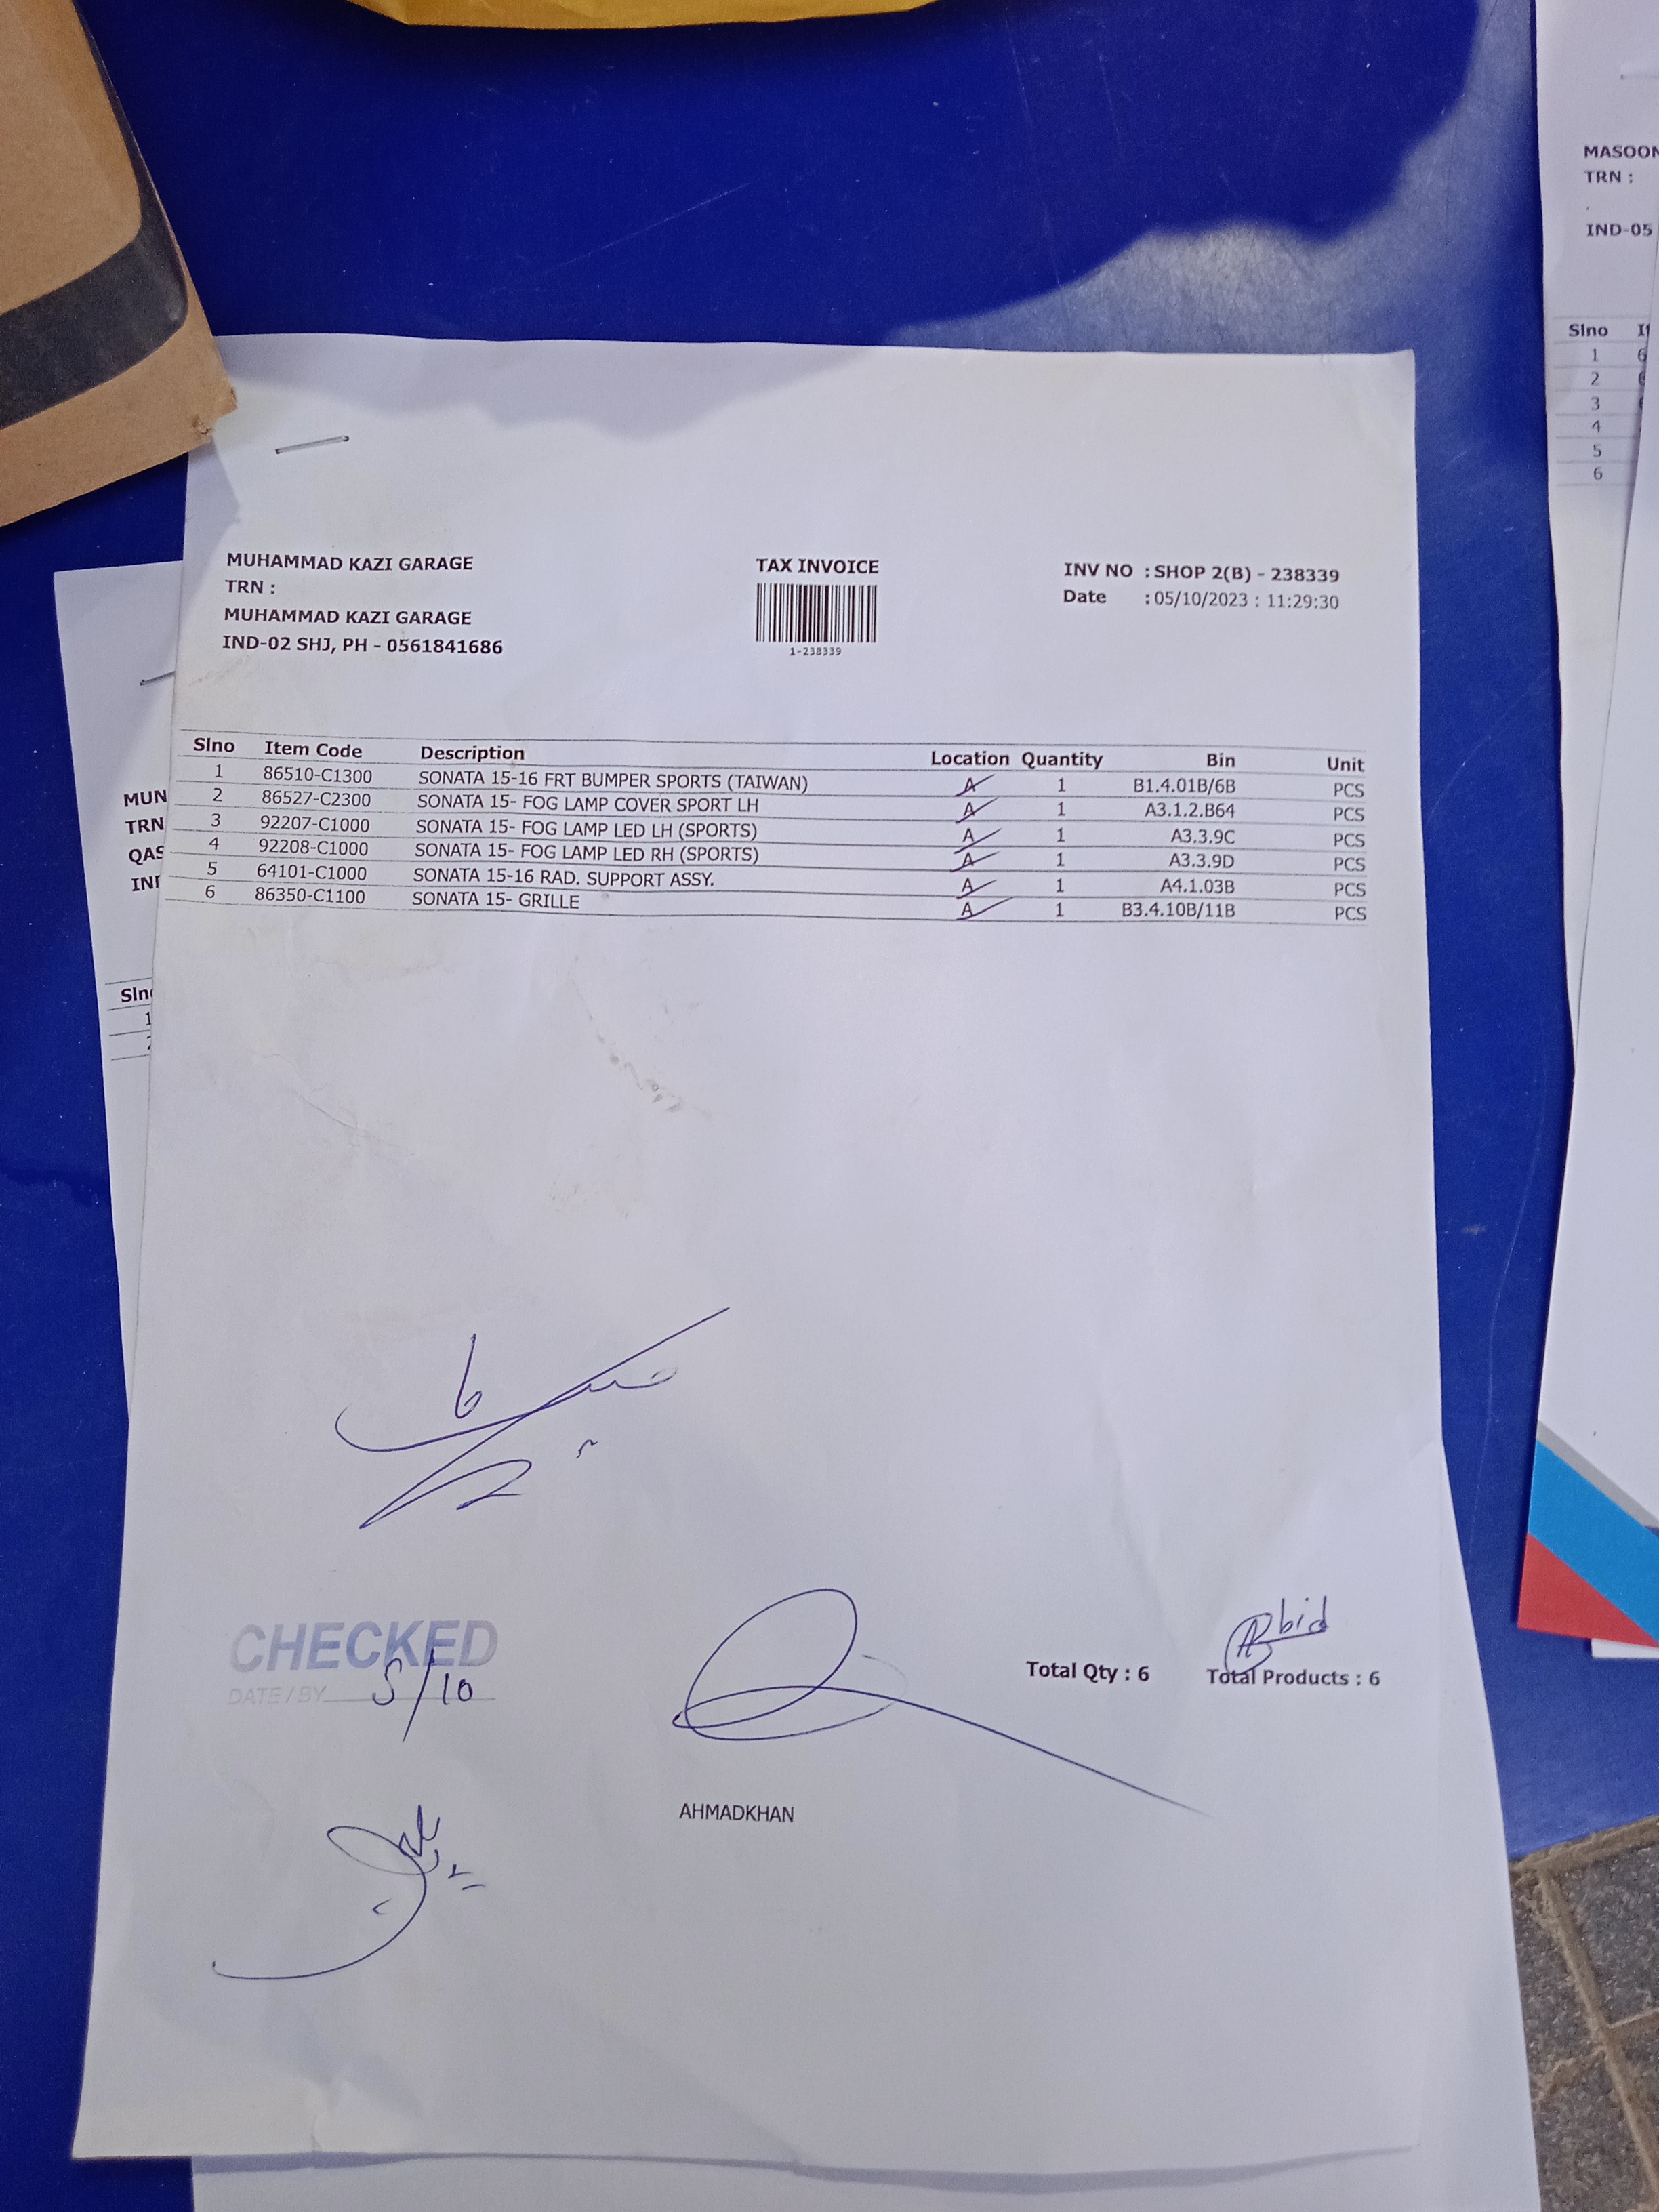 MASOON
TRN :
IND-05
Slno
1 6
2
3
4
5
6
MUHAMMAD KAZI GARAGE
TRN :
MUHAMMAD KAZI GARAGE
IND-02 SHJ, PH - 0561841686
TAX INVOICE
1-238339
INV NO : SHOP 2(B) - 238339
Date : 05/10/2023 : 11:29:30
Slno Item Code Description Location Quantity Bin Unit
1 86510-C1300 SONATA 15-16 FRT BUMPER SPORTS (TAIWAN) A 1 B1.4.01B/6B PCS
2 86527-C2300 SONATA 15- FOG LAMP COVER SPORT LH A 1 A3.1.2.B64 PCS
3 92207-C1000 SONATA 15- FOG LAMP LED LH (SPORTS) A 1 A3.3.9C PCS
4 92208-C1000 SONATA 15- FOG LAMP LED RH (SPORTS) A 1 A3.3.9D PCS
5 64101-C1000 SONATA 15-16 RAD. SUPPORT ASSY. A 1 A4.1.03B PCS
6 86350-C1100 SONATA 15- GRILLE A 1 B3.4.10B/11B PCS
MUN
TRN
QAS
Slno
1
2
CHECKED
DATE/BY 5/10
Abid
Total Qty : 6 Total Products : 6
AHMADKHAN